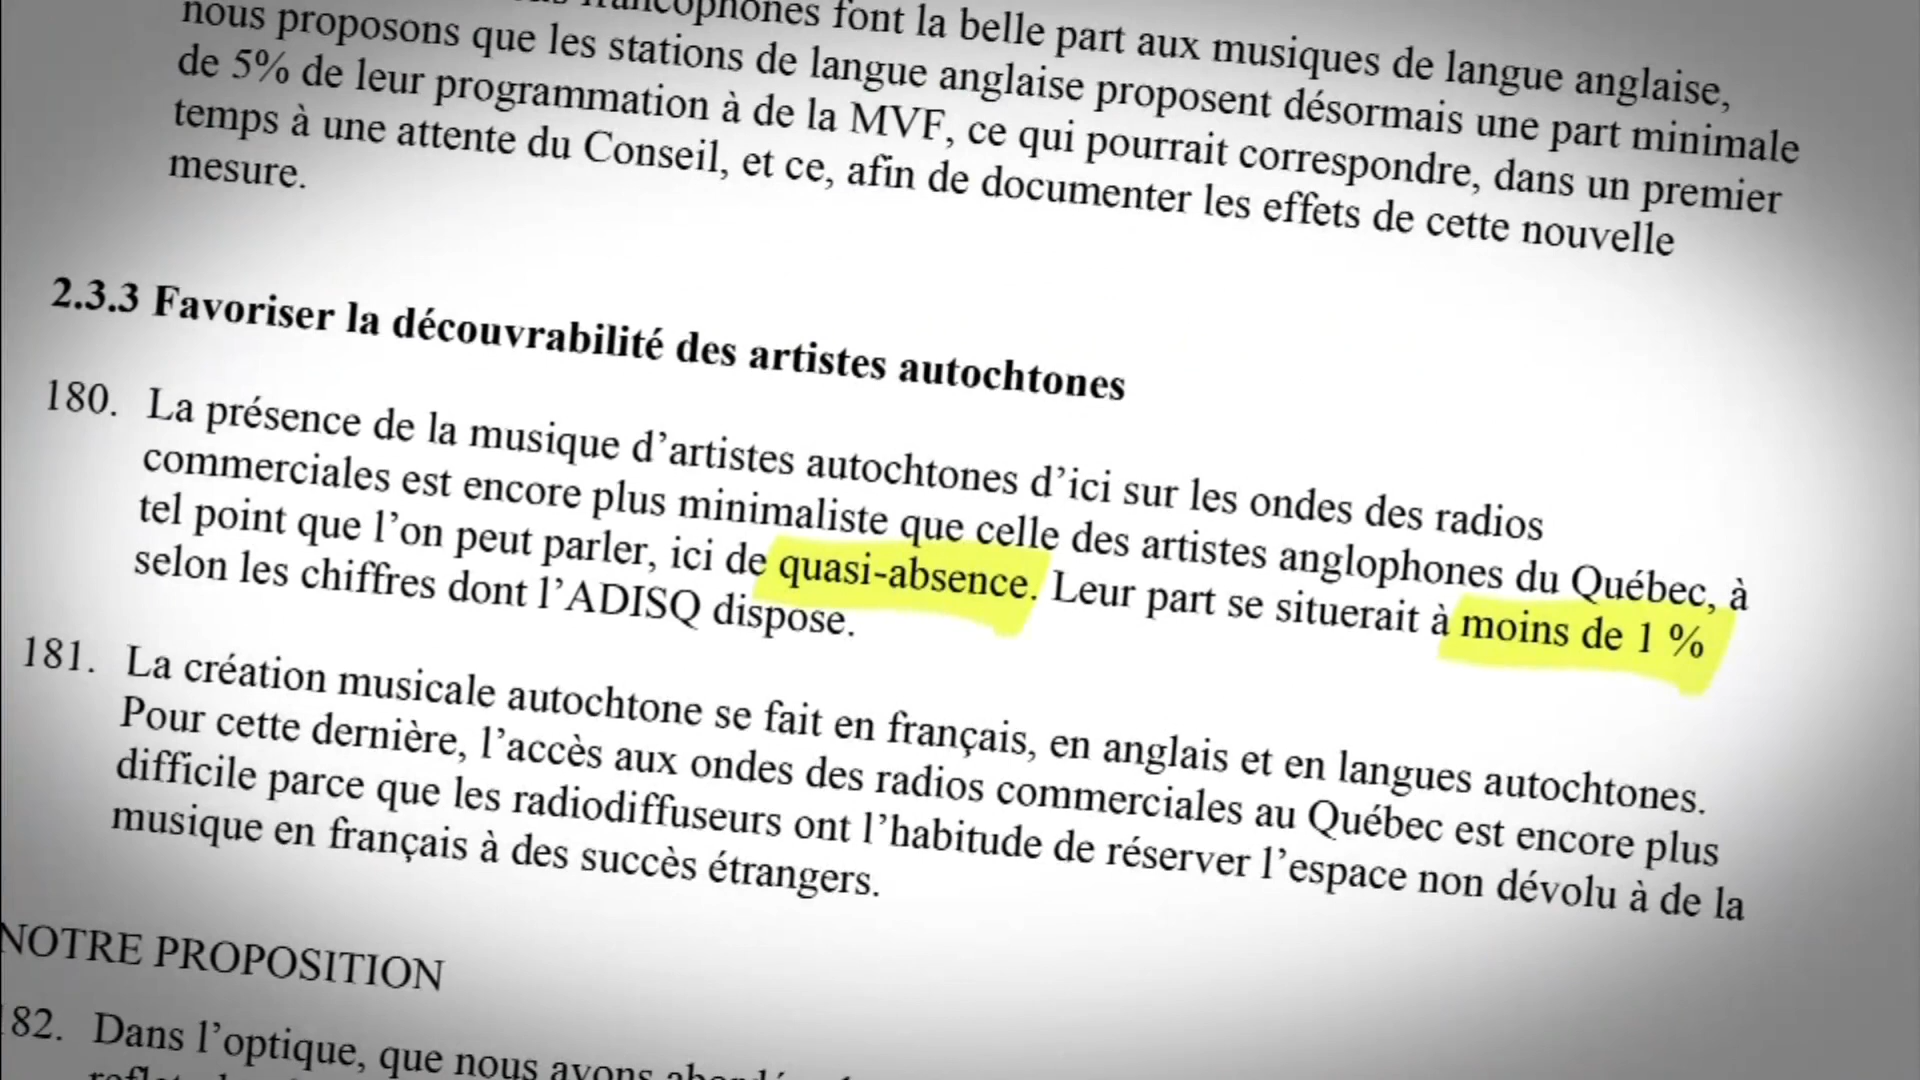 francophones font la belle part aux musiques de langue anglaise,
nous proposons que les stations de langue anglaise proposent désormais une part minimale
de 5% de leur programmation à de la MVF, ce qui pourrait correspondre, dans un premier
temps à une attente du Conseil, et ce, afin de documenter les effets de cette nouvelle
mesure.
2.3.3 Favoriser la découvrabilité des artistes autochtones
180. La présence de la musique d’artistes autochtones d’ici sur les ondes des radios
commerciales est encore plus minimaliste que celle des artistes anglophones du Québec, à
tel point que l’on peut parler, ici de quasi-absence. Leur part se situerait à moins de 1 %
selon les chiffres dont l’ADISQ dispose.
181. La création musicale autochtone se fait en français, en anglais et en langues autochtones.
Pour cette dernière, l’accès aux ondes des radios commerciales au Québec est encore plus
difficile parce que les radiodiffuseurs ont l’habitude de réserver l’espace non dévolu à de la
musique en français à des succès étrangers.
NOTRE PROPOSITION
182. Dans l’optique, que nous avons